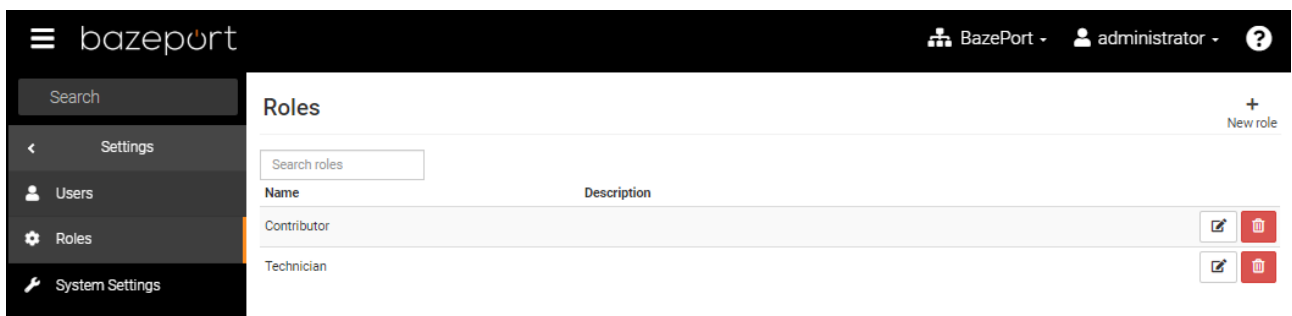 bazeport
BazePort
administrator
Search
Roles
New role
Settings
Search roles
Users
Name Description
Contributor
Roles
Technician
System Settings